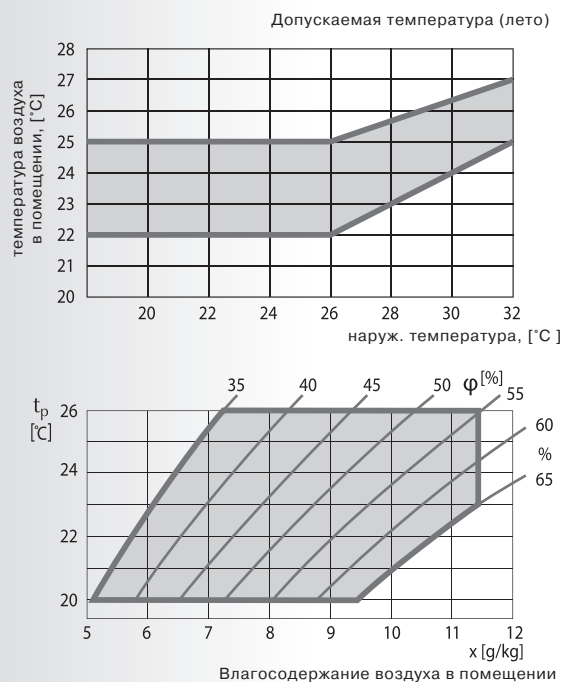 Допускаемая температура (лето)
28
27
26
25
24
23
22
21
20
температура воздуха
в помещении, [˚C]
20 22 24 26 28 30 32
наруж. температура, [˚C ]
35 40 45 50 φ [%] 55
60
%
65
tp
[℃]
26
24
22
20
5 6 7 8 9 10 11 12
x [g/kg]
Влагосодержание воздуха в помещении